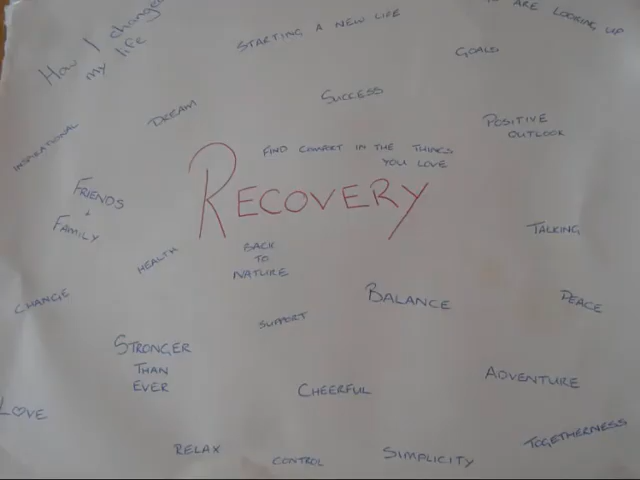 How I changed
my life
STARTING A NEW LIFE
ARE LOOKING UP
GOALS
SUCCESS
DREAM
POSITIVE
OUTLOOK
INSPIRATIONAL
FIND COMFORT IN THE THINGS
YOU LOVE
RECOVERY
FRIENDS
+
FAMILY
TALKING
BACK
TO
NATURE
HEALTH
CHANGE
BALANCE
PEACE
SUPPORT
STRONGER
THAN
EVER
CHEERFUL
ADVENTURE
LOVE
RELAX
CONTROL
SIMPLICITY
TOGETHERNESS